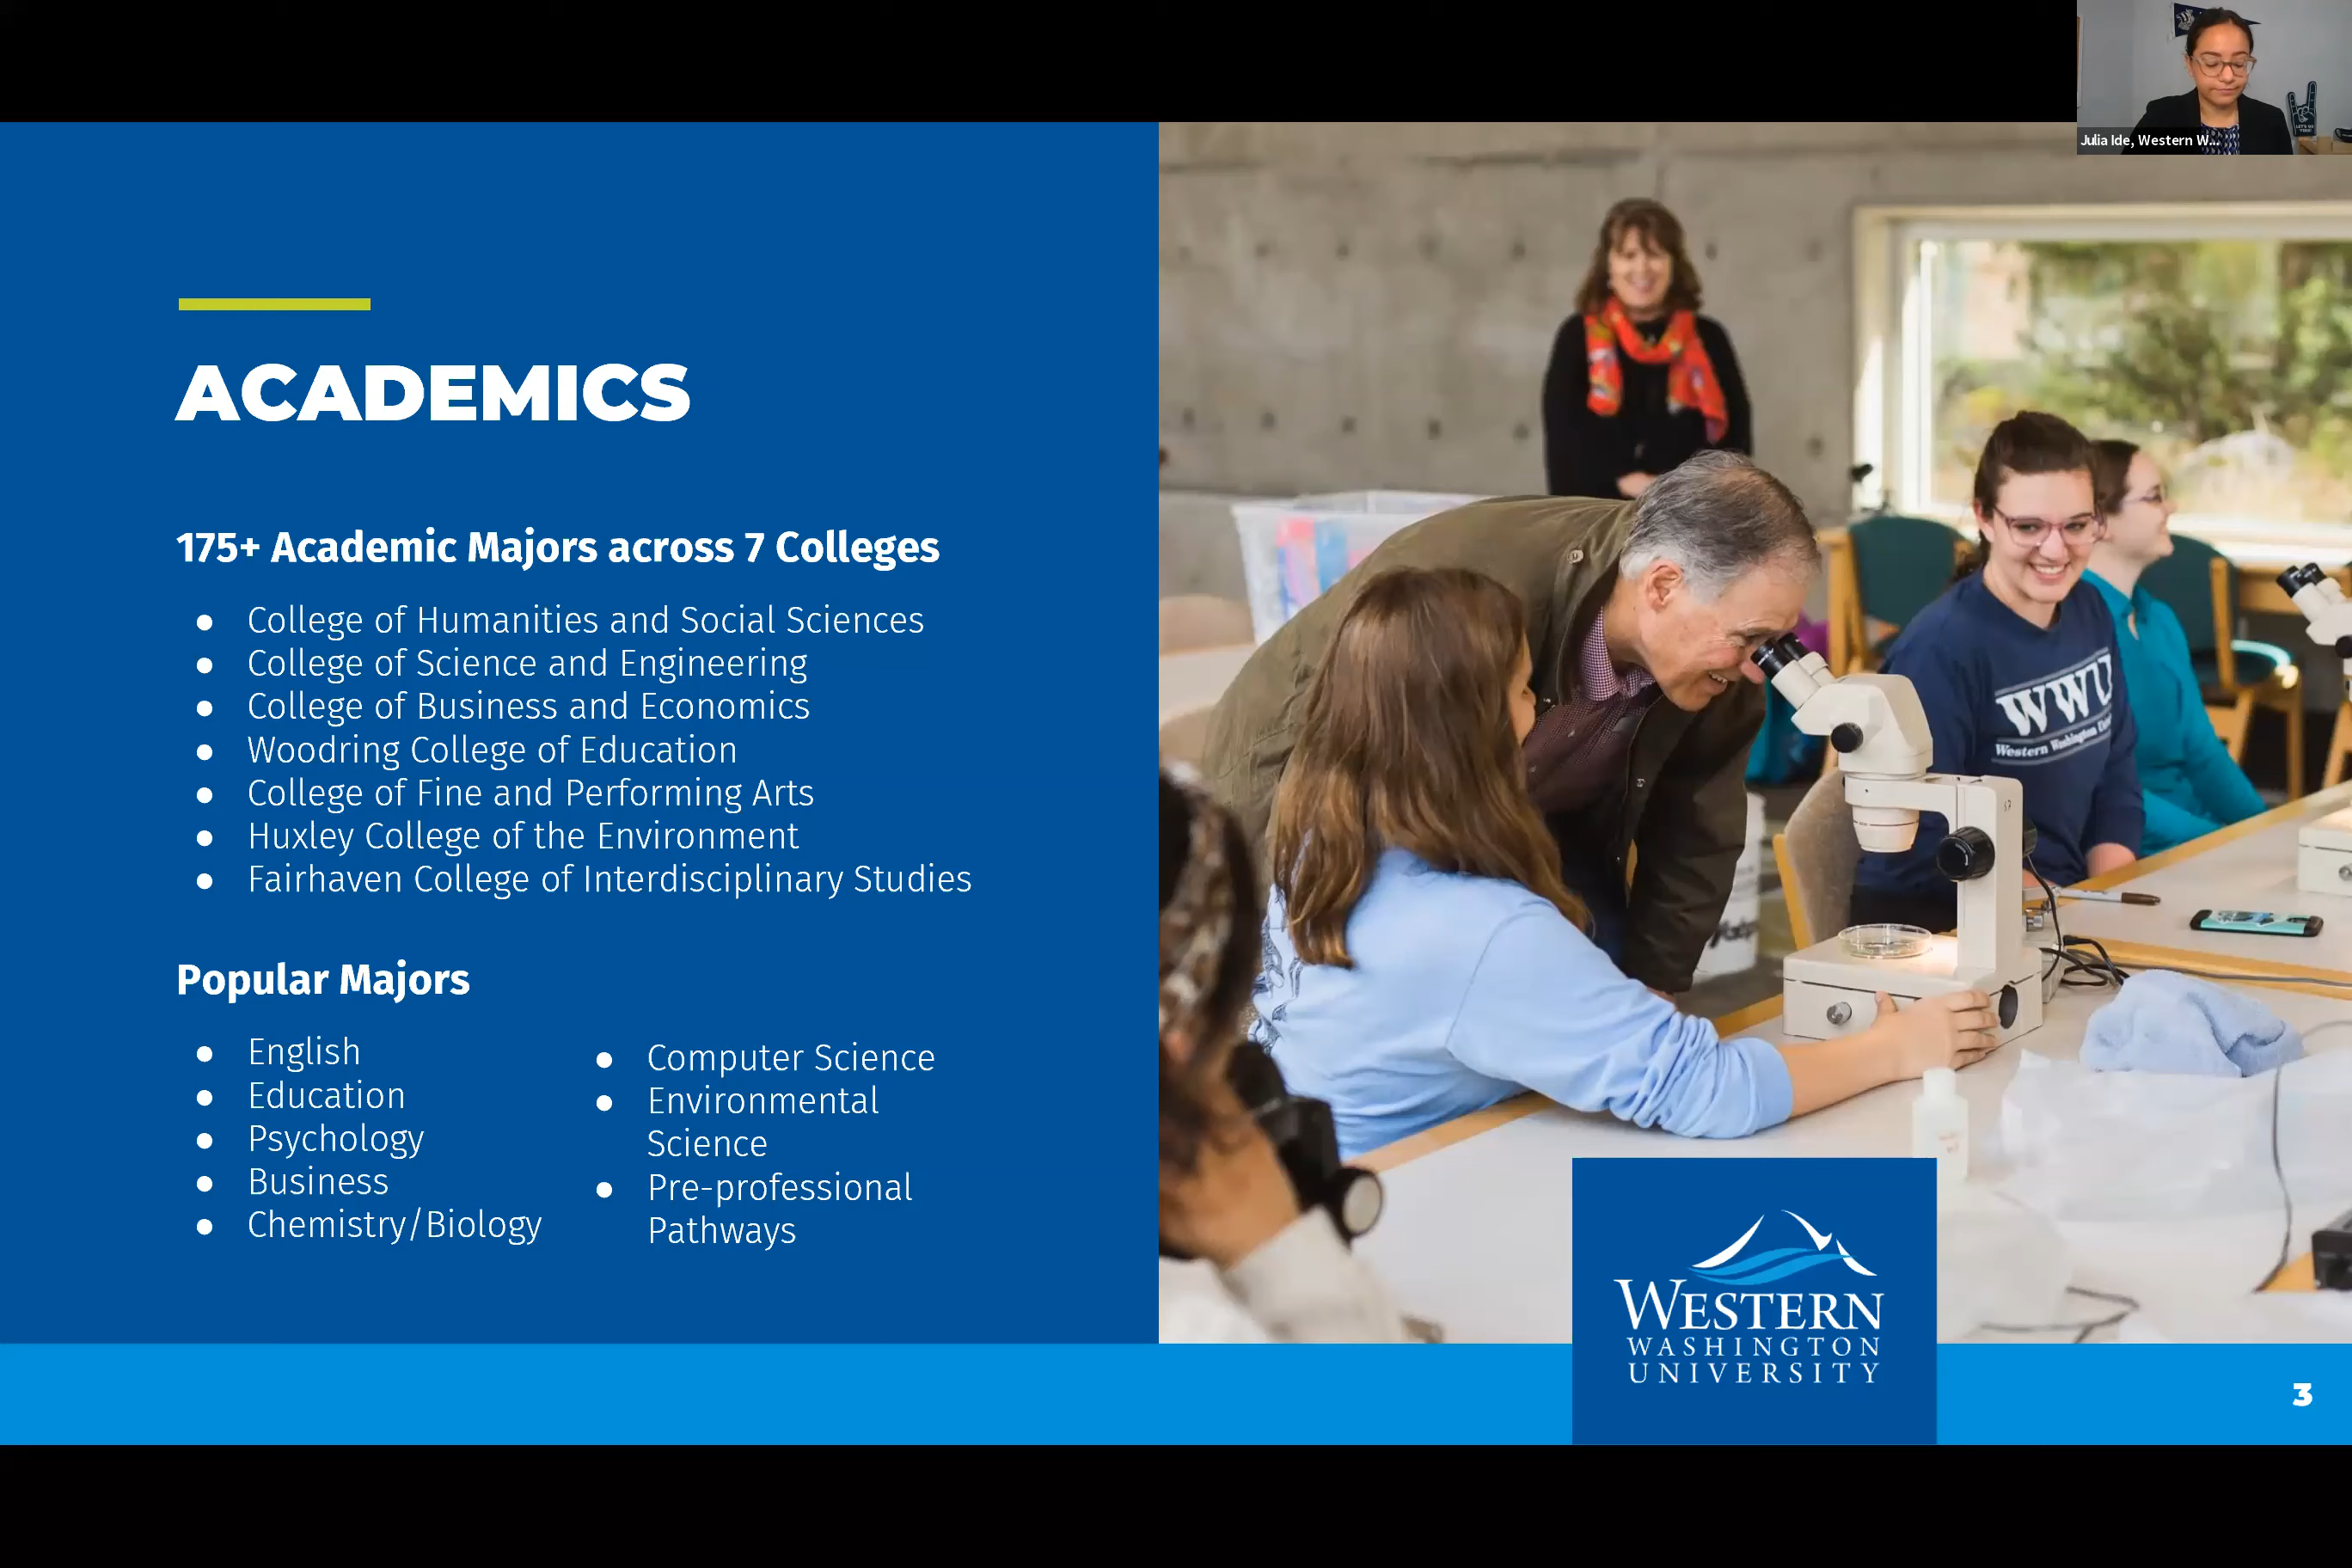 Julia Ide, Western W...
ACADEMICS
175+ Academic Majors across 7 Colleges
● College of Humanities and Social Sciences
● College of Science and Engineering
● College of Business and Economics
● Woodring College of Education
● College of Fine and Performing Arts
● Huxley College of the Environment
● Fairhaven College of Interdisciplinary Studies
Popular Majors
● English
● Education
● Psychology
● Business
● Chemistry/Biology
● Computer Science
● Environmental
Science
● Pre-professional
Pathways
WWU
Western Washington
WESTERN
WASHINGTON
UNIVERSITY
3